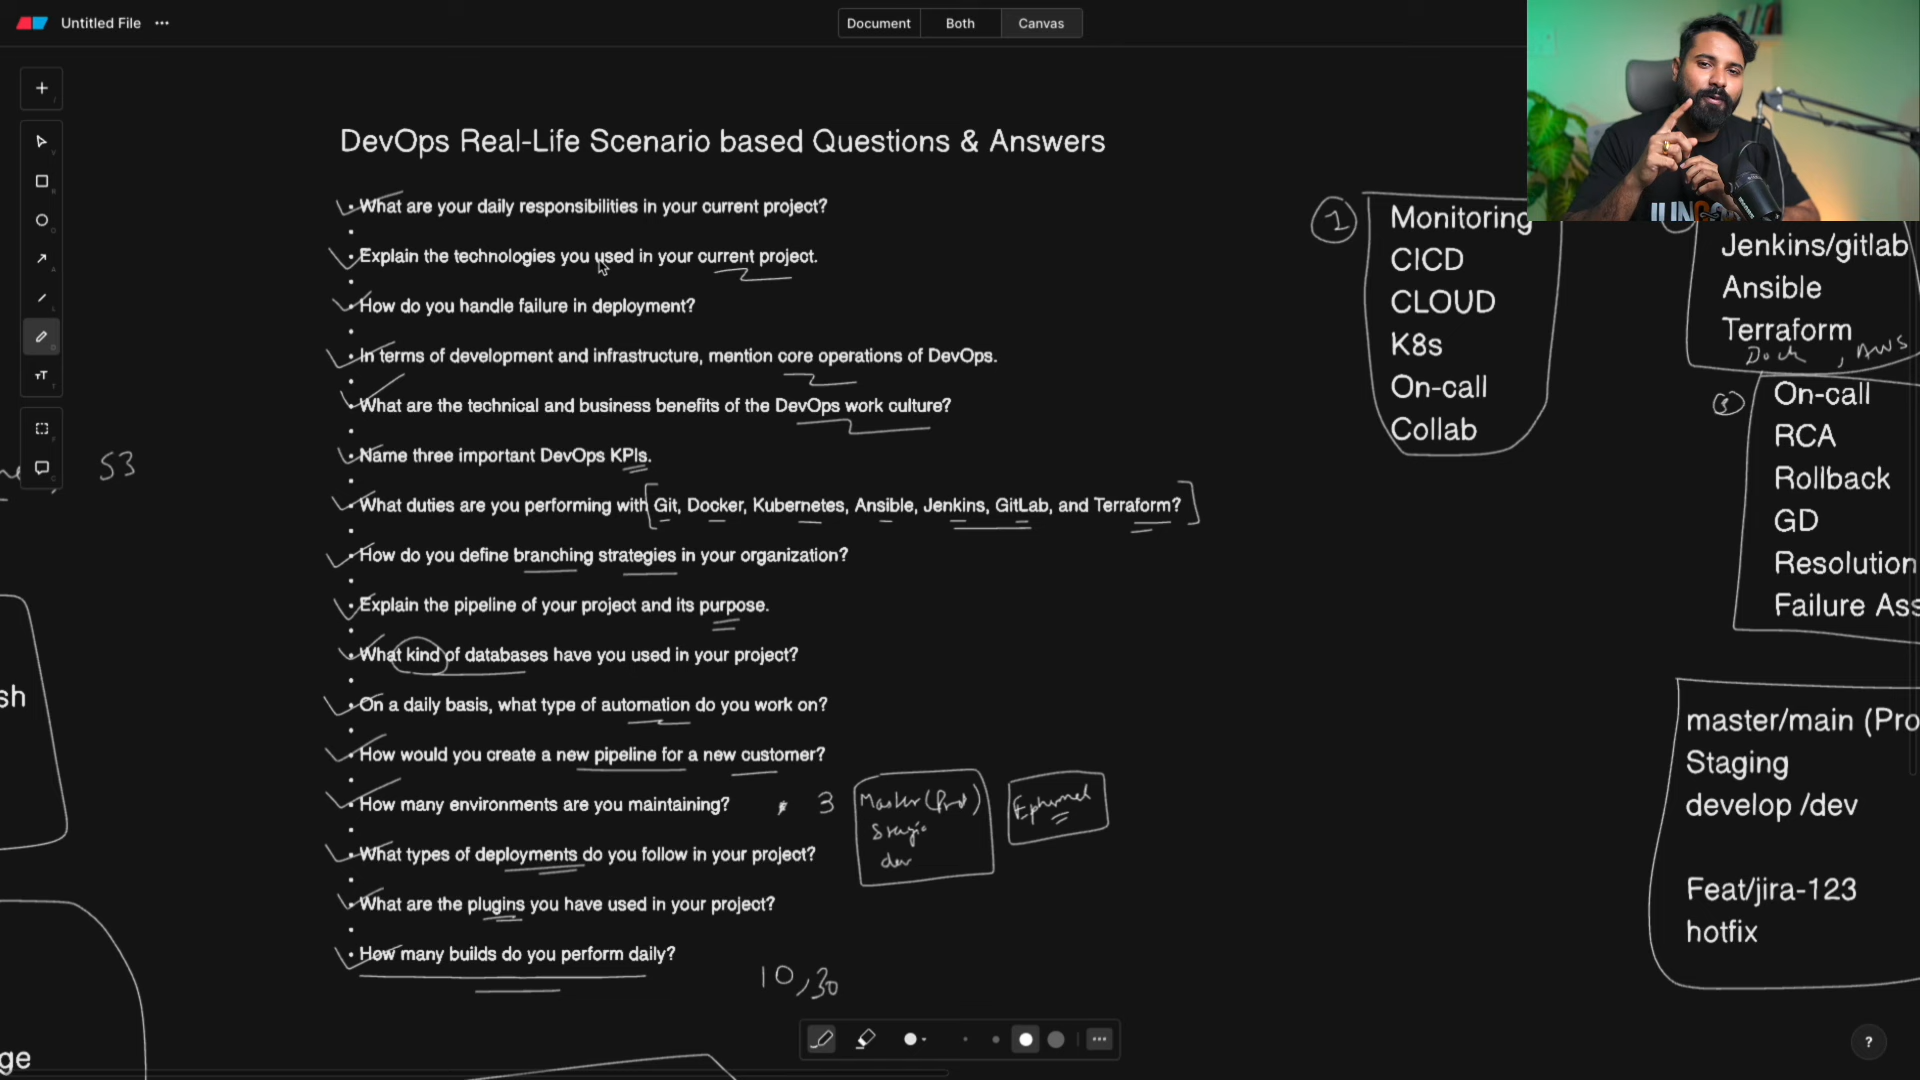 Untitled File
Document
Both
Canvas
DevOps Real-Life Scenario based Questions & Answers
What are your daily responsibilities in your current project?
Explain the technologies you used in your current project.
How do you handle failure in deployment?
In terms of development and infrastructure, mention core operations of DevOps.
What are the technical and business benefits of the DevOps work culture?
Name three important DevOps KPIs.
What duties are you performing with Git, Docker, Kubernetes, Ansible, Jenkins, GitLab, and Terraform?
How do you define branching strategies in your organization?
Explain the pipeline of your project and its purpose.
What kind of databases have you used in your project?
On a daily basis, what type of automation do you work on?
How would you create a new pipeline for a new customer?
How many environments are you maintaining?
3
Master (Prod)
dev
What types of deployments do you follow in your project?
What are the plugins you have used in your project?
How many builds do you perform daily?
10, 30
1
Monitoring
CICD
CLOUD
K8s
On-call
Collab
Jenkins/gitlab
Ansible
Terraform
, AWS
3
On-call
RCA
Rollback
GD
Resolution
Failure Ass
master/main (Pro
Staging
develop /dev
Feat/jira-123
hotfix
S3
sh
ge
TT
?